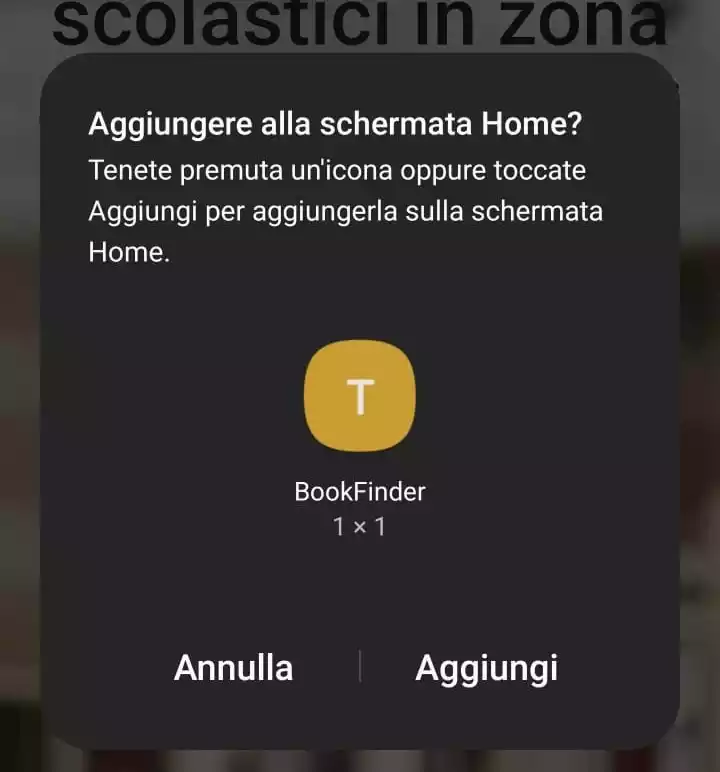 scolastici in zona
Aggiungere alla schermata Home?
Tenete premuta un'icona oppure toccate
Aggiungi per aggiungerla sulla schermata
Home.
T
BookFinder
1 × 1
Annulla
Aggiungi